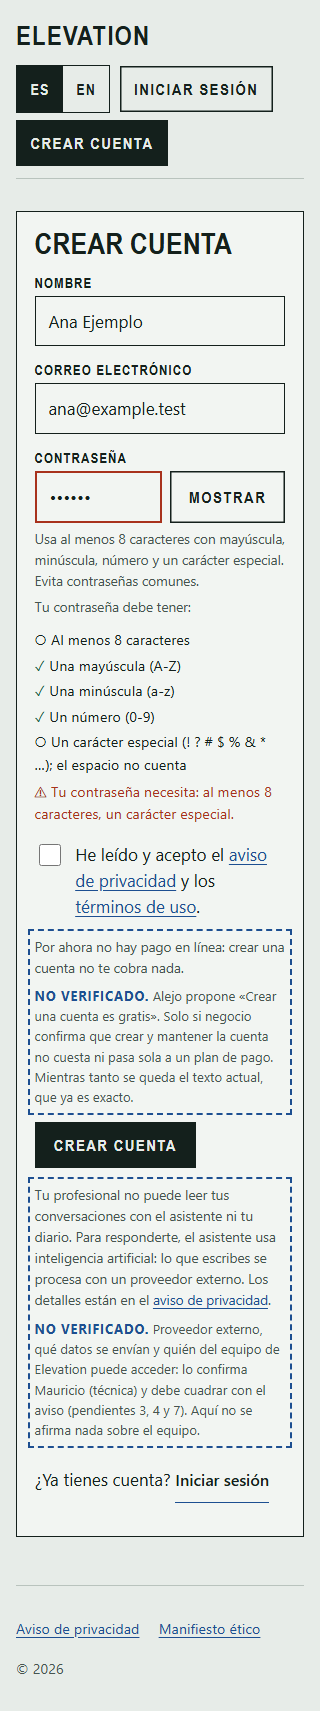 ELEVATION
ES EN INICIAR SESIÓN
CREAR CUENTA
CREAR CUENTA
NOMBRE
Ana Ejemplo
CORREO ELECTRÓNICO
ana@example.test
CONTRASEÑA
•••••• MOSTRAR
Usa al menos 8 caracteres con mayúscula,
minúscula, número y un carácter especial.
Evita contraseñas comunes.
Tu contraseña debe tener:
○ Al menos 8 caracteres
✓ Una mayúscula (A-Z)
✓ Una minúscula (a-z)
✓ Un número (0-9)
○ Un carácter especial (! ? # $ % & *
...); el espacio no cuenta
⚠ Tu contraseña necesita: al menos 8
caracteres, un carácter especial.
He leído y acepto el aviso
de privacidad y los
términos de uso.
Por ahora no hay pago en línea: crear una
cuenta no te cobra nada.
NO VERIFICADO. Alejo propone «Crear
una cuenta es gratis». Solo si negocio
confirma que crear y mantener la cuenta
no cuesta ni pasa sola a un plan de pago.
Mientras tanto se queda el texto actual,
que ya es exacto.
CREAR CUENTA
Tu profesional no puede leer tus
conversaciones con el asistente ni tu
diario. Para responderte, el asistente usa
inteligencia artificial: lo que escribes se
procesa con un proveedor externo. Los
detalles están en el aviso de privacidad.
NO VERIFICADO. Proveedor externo,
qué datos se envían y quién del equipo de
Elevation puede acceder: lo confirma
Mauricio (técnica) y debe cuadrar con el
aviso (pendientes 3, 4 y 7). Aquí no se
afirma nada sobre el equipo.
¿Ya tienes cuenta? Iniciar sesión
Aviso de privacidad Manifiesto ético
© 2026